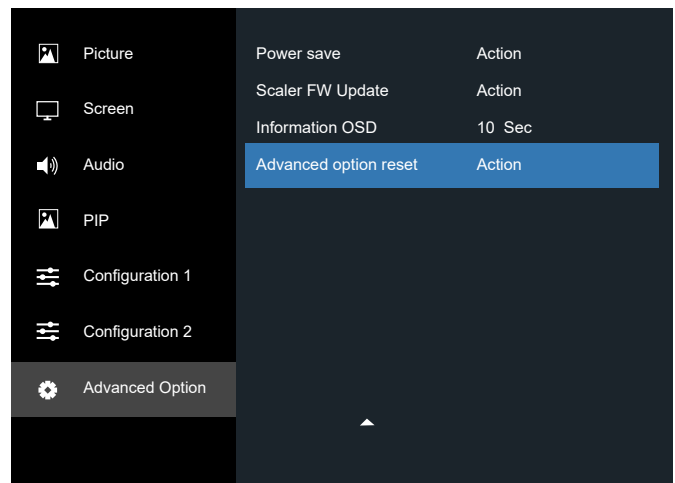 Picture
Screen
Audio
PIP
Configuration 1
Configuration 2
Advanced Option
Power save Action
Scaler FW Update Action
Information OSD 10 Sec
Advanced option reset Action